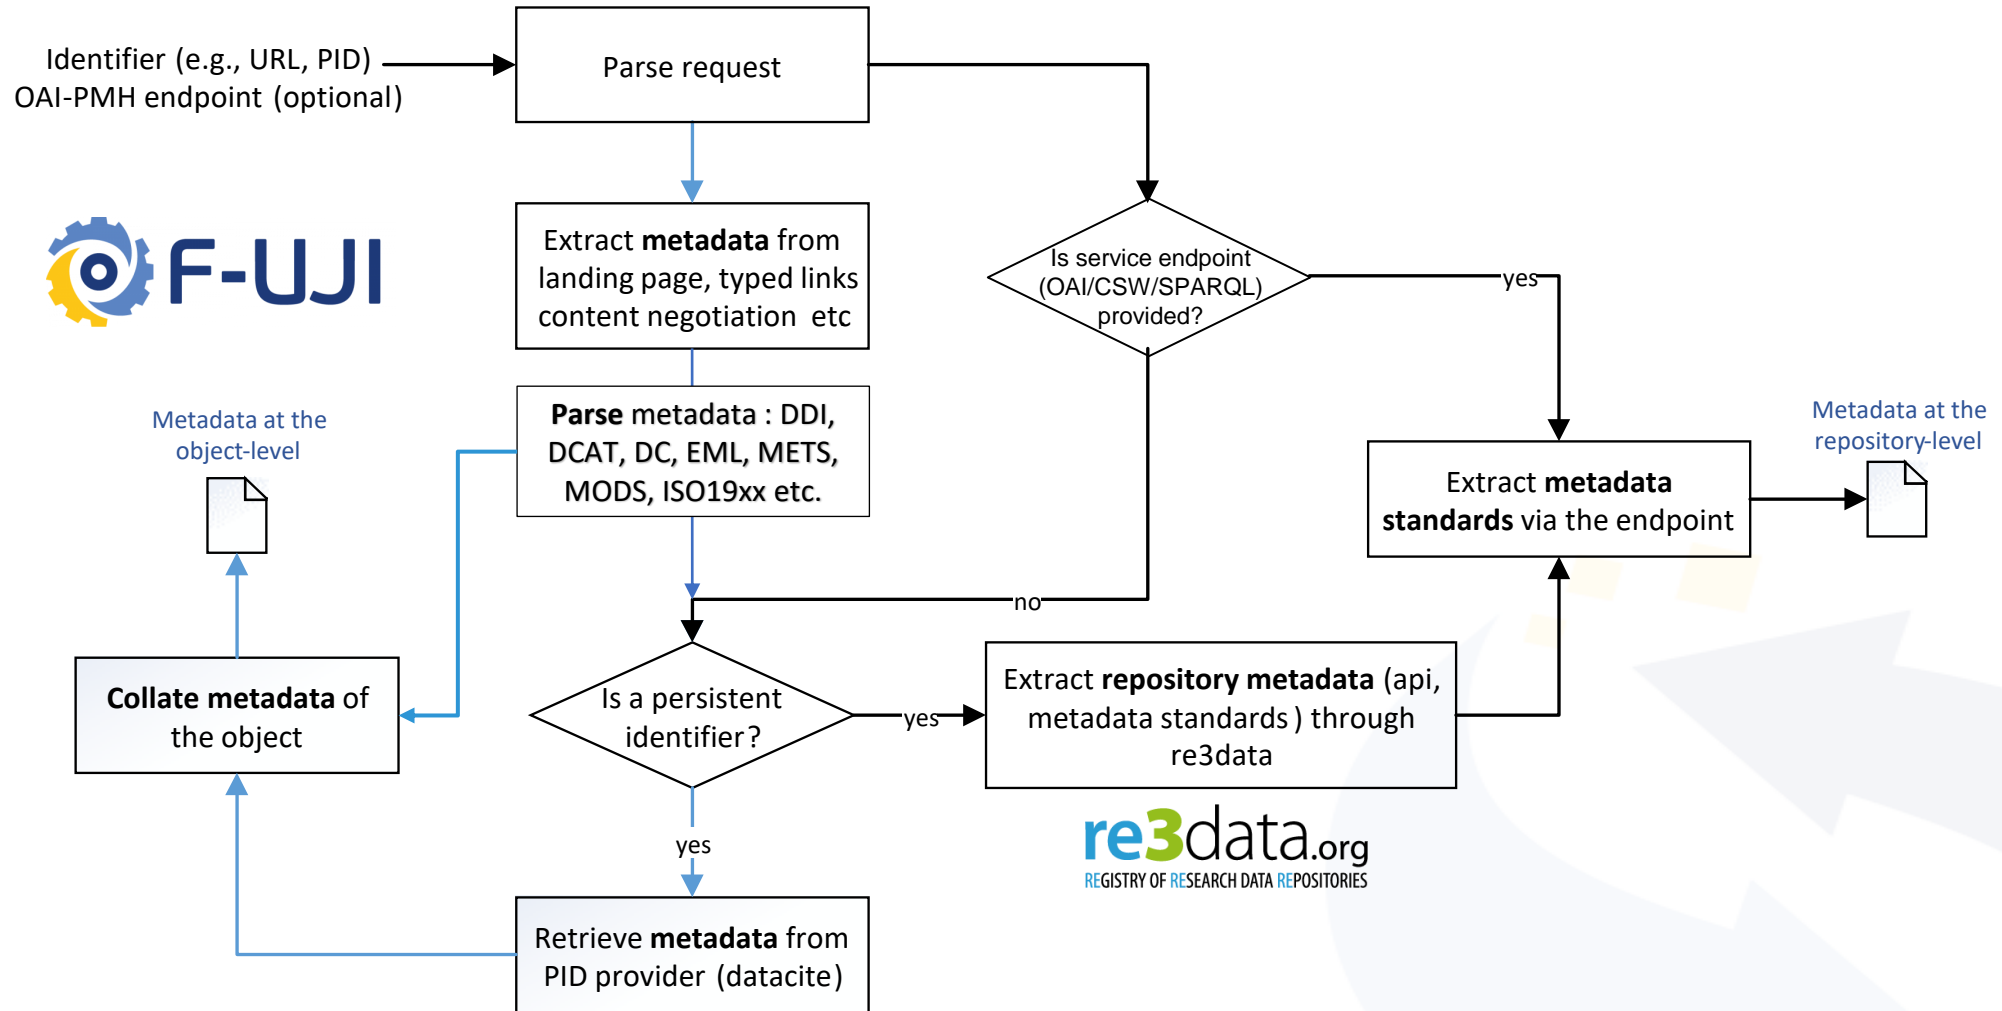 Identifier (e.g., URL, PID)
OAI-PMH endpoint (optional)
Parse request
F-UJI
Extract metadata from
landing page, typed links
content negotiation etc
Is service endpoint
(OAI/CSW/SPARQL)
provided?
yes
Metadata at the
object-level
Parse metadata : DDI,
DCAT, DC, EML, METS,
MODS, ISO19xx etc.
Metadata at the
repository-level
Extract metadata
standards via the endpoint
no
Collate metadata of
the object
Is a persistent
identifier?
yes
Extract repository metadata (api,
metadata standards) through
re3data
yes
re3data.org
REGISTRY OF RESEARCH DATA REPOSITORIES
Retrieve metadata from
PID provider (datacite)